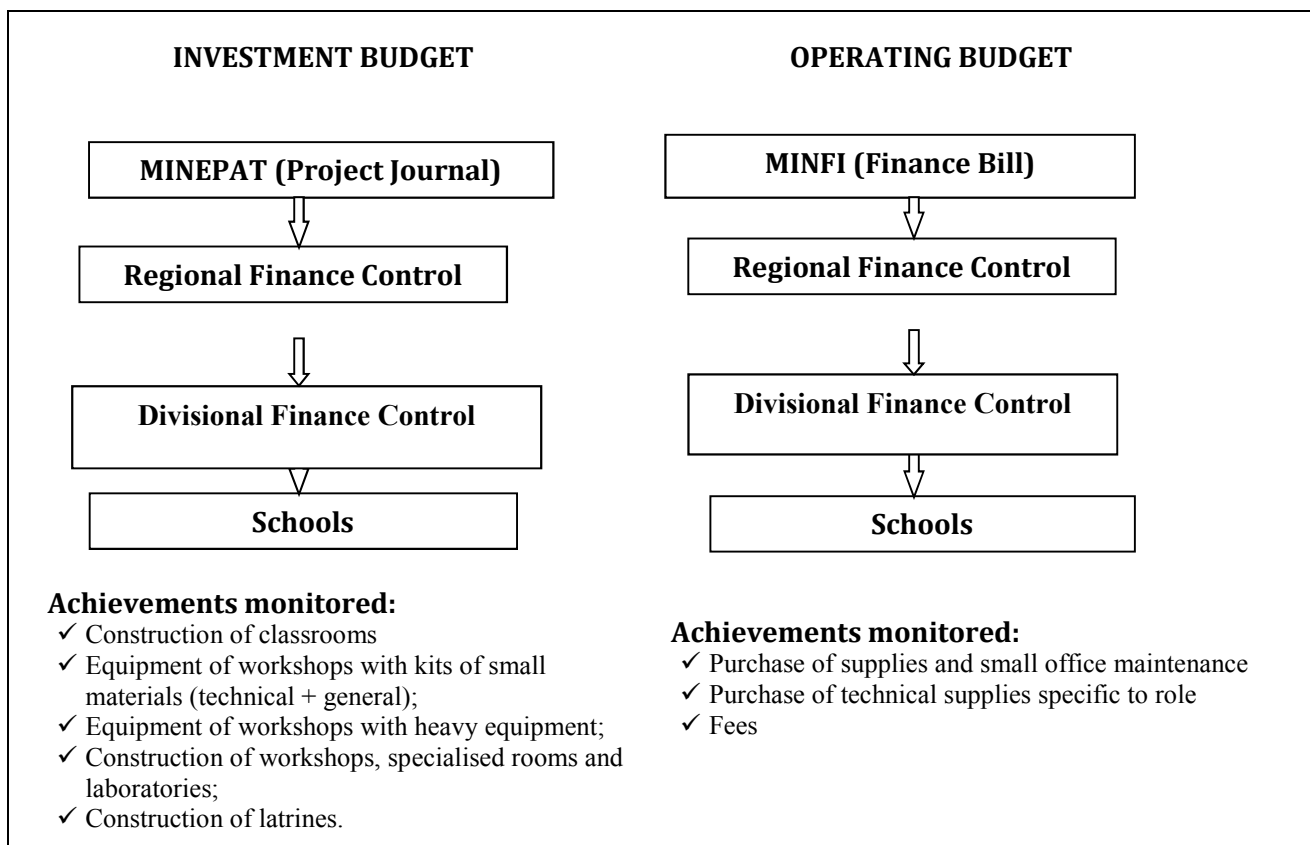 INVESTMENT BUDGET
MINEPAT (Project Journal)
Regional Finance Control
Divisional Finance Control
Schools
Achievements monitored:
✓ Construction of classrooms
✓ Equipment of workshops with kits of small
materials (technical + general);
✓ Equipment of workshops with heavy equipment;
✓ Construction of workshops, specialised rooms and
laboratories;
✓ Construction of latrines.
OPERATING BUDGET
MINFI (Finance Bill)
Regional Finance Control
Divisional Finance Control
Schools
Achievements monitored:
✓ Purchase of supplies and small office maintenance
✓ Purchase of technical supplies specific to role
✓ Fees